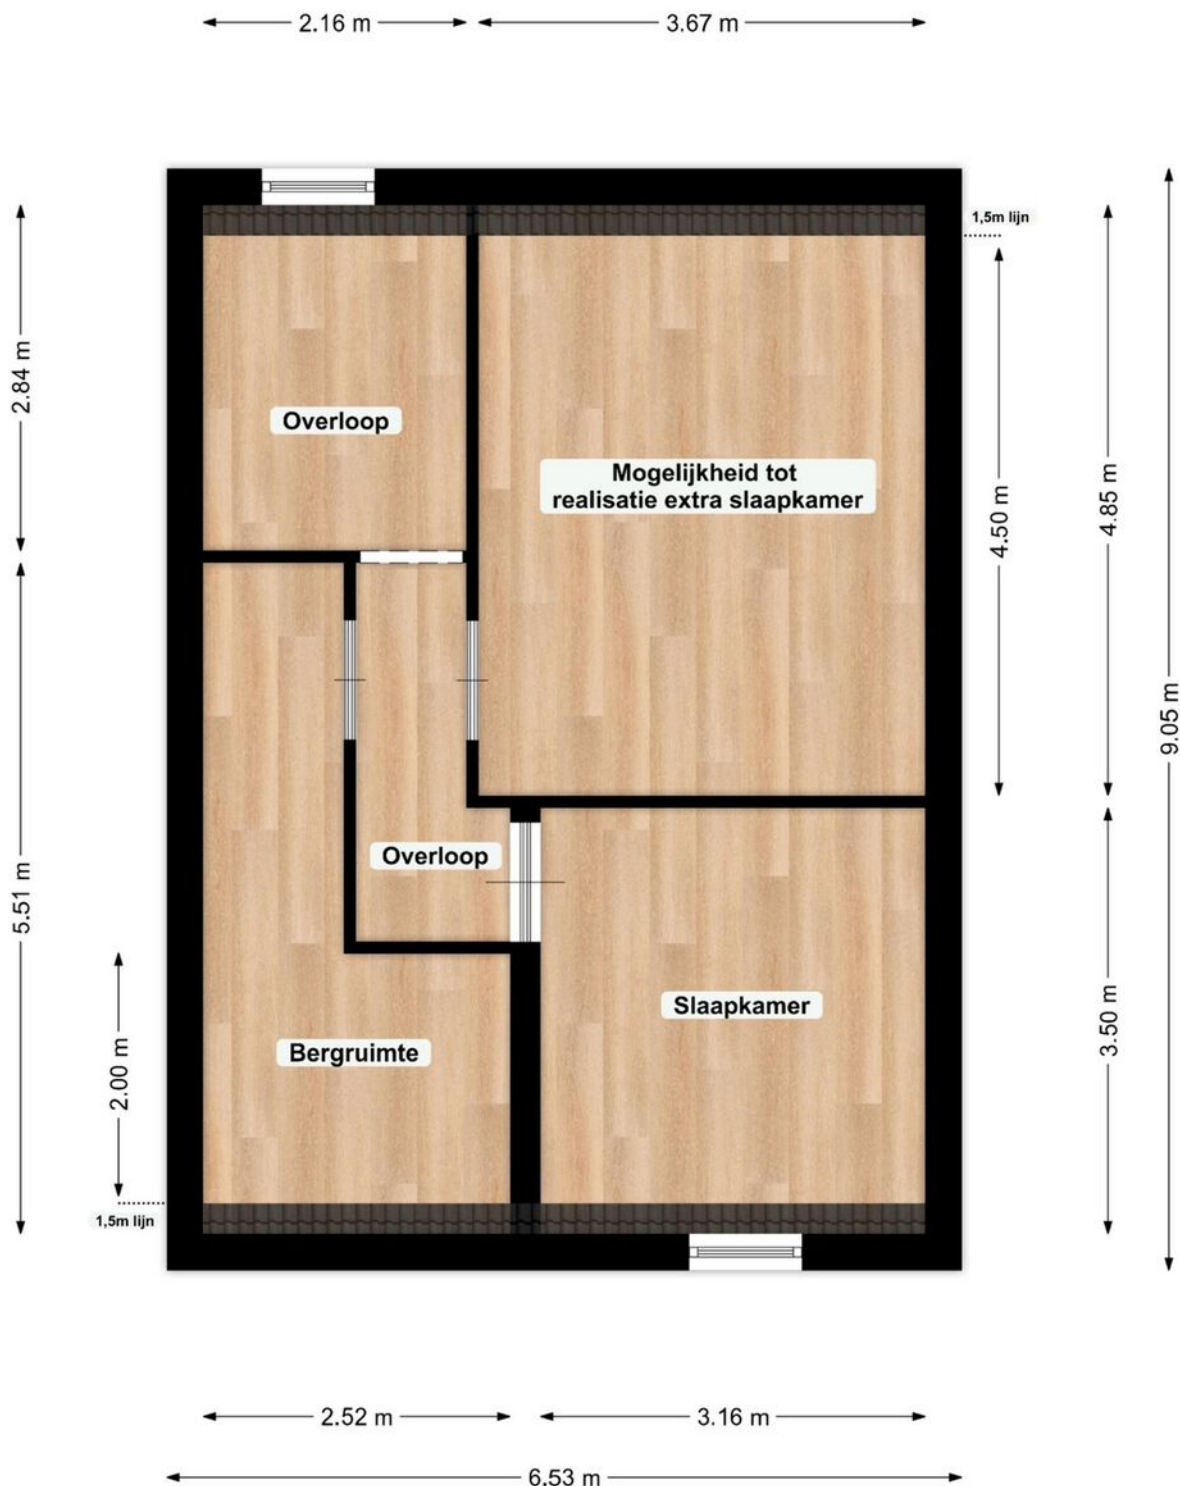 2.16 m
3.67 m
1,5m lijn
2.84 m
Overloop
Mogelijkheid tot
realisatie extra slaapkamer
4.50 m
4.85 m
9.05 m
Overloop
5.51 m
Slaapkamer
3.50 m
Bergruimte
2.00 m
1,5m lijn
2.52 m
3.16 m
6.53 m